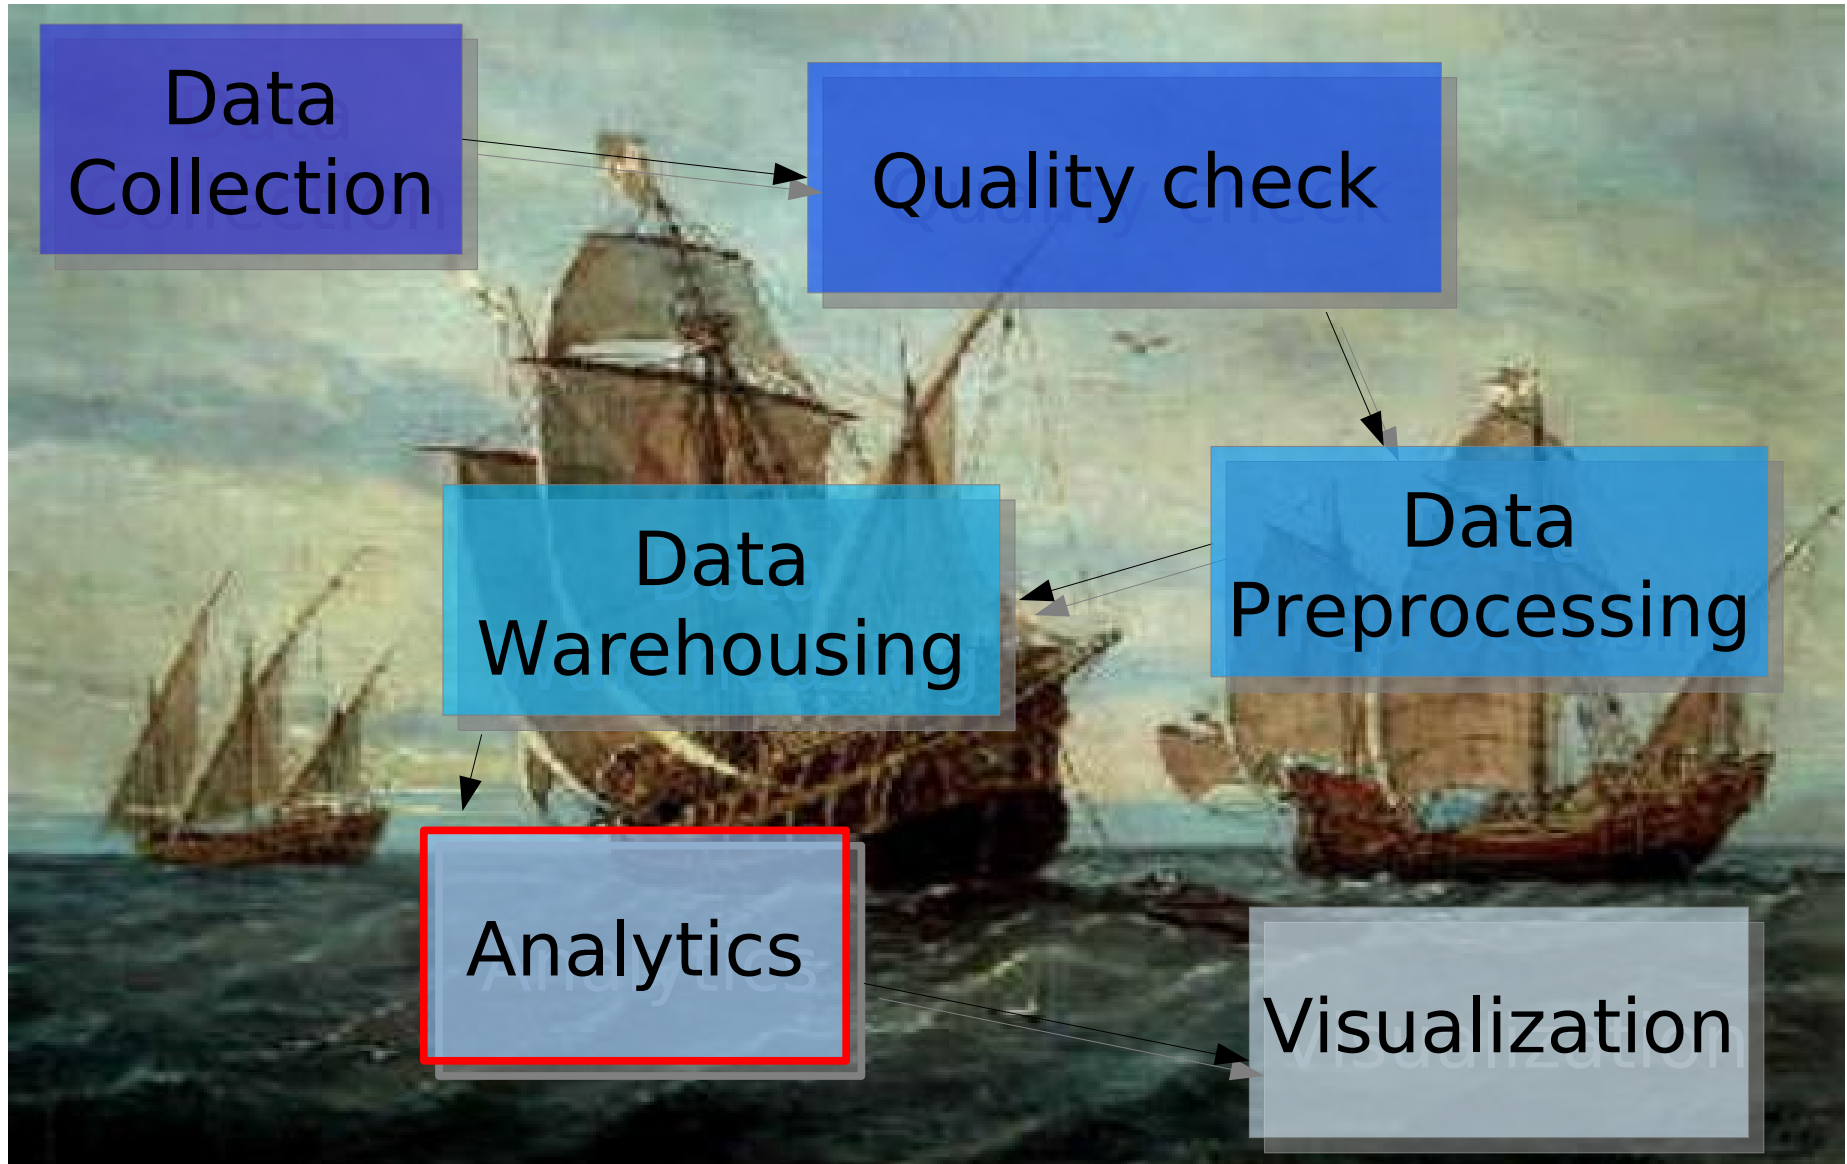 Data
Collection
Quality check
Data
Preprocessing
Data
Warehousing
Analytics
Visualization